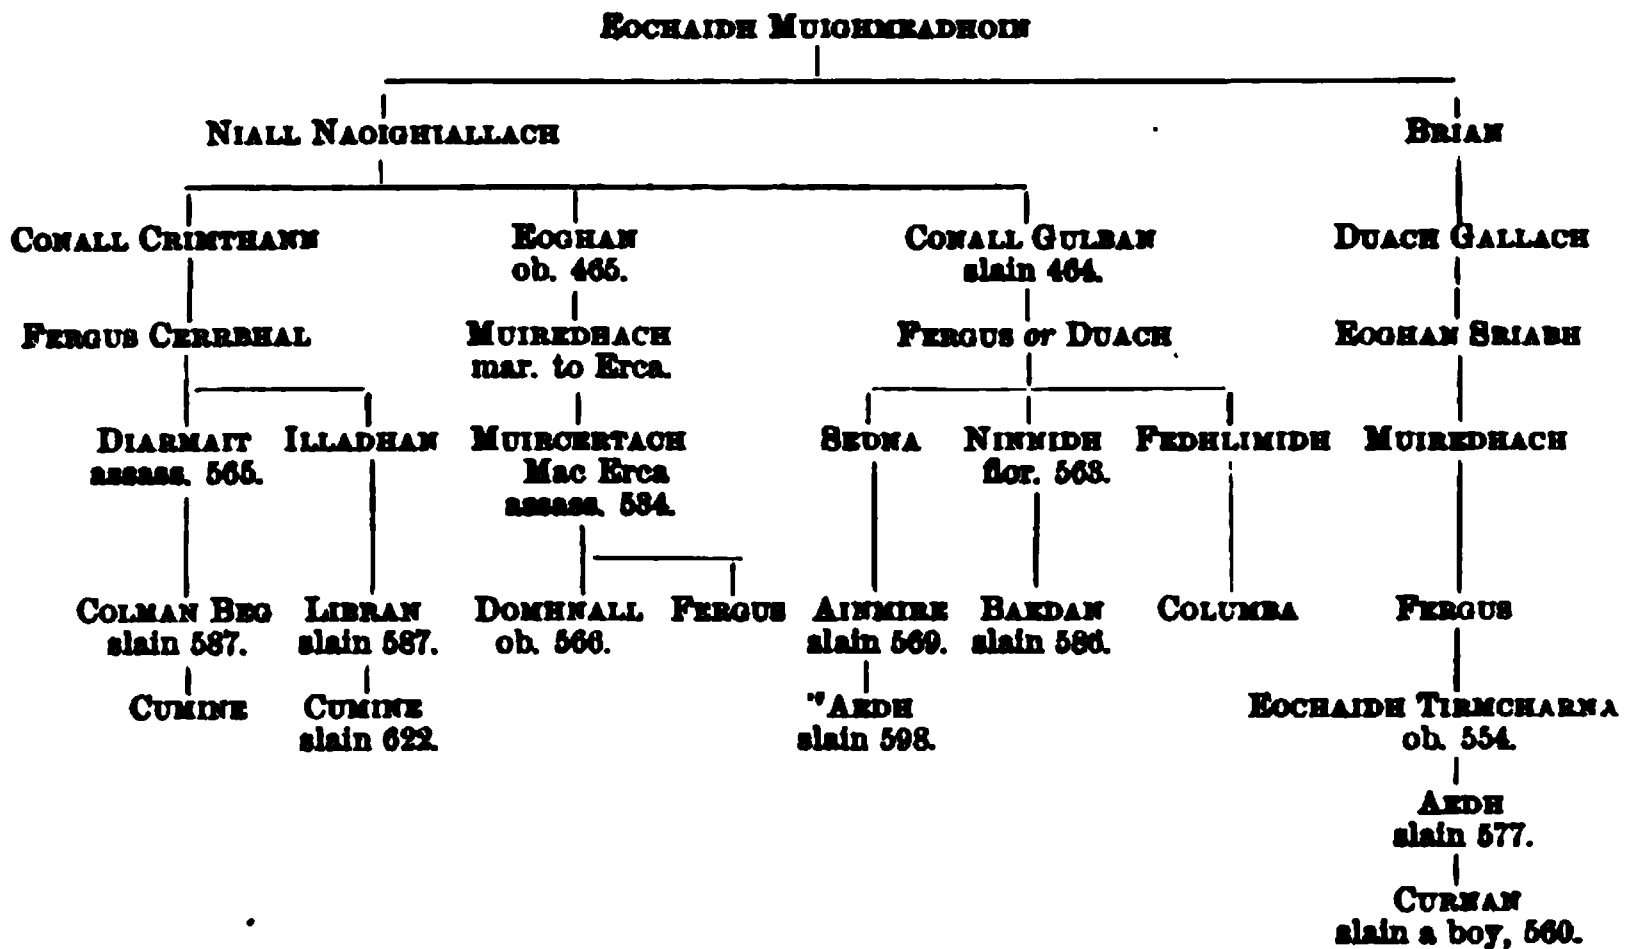 EOCHAIDH MUIGHMEADHOIN
NIALL NAOIGHIALLACH BRIAN
CONALL CRIMTHANN EOGHAN CONALL GULBAN DUACH GALLACH
ob. 465. slain 464.
FERGUS CERRBHAL MUIREDHACH FERGUS or DUACH EOGHAN SRIABH
mar. to Erca.
DIARMAIT ILLADHAN MUIRCERTACH SEDNA NINNIDH FEDHLIMIDH MUIREDHACH
assass. 565. Mac Erca flor. 563.
assass. 534.
COLMAN BEG LIBRAN DOMHNALL FERGUS AINMIRE BAEDAN COLUMBA FERGUS
slain 587. slain 587. ob. 566. slain 569. slain 586.
CUMINE CUMINE AEDH EOCHAIDH TIRMCHARNA
slain 622. slain 598. ob. 554.
AEDH
slain 577.
CURNAN
slain a boy, 560.